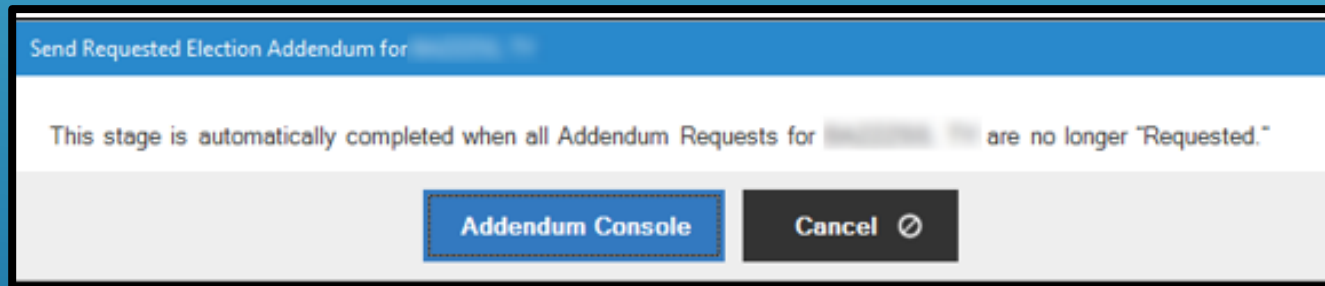 Send Requested Election Addendum for
This stage is automatically completed when all Addendum Requests for are no longer "Requested."
Addendum Console
Cancel